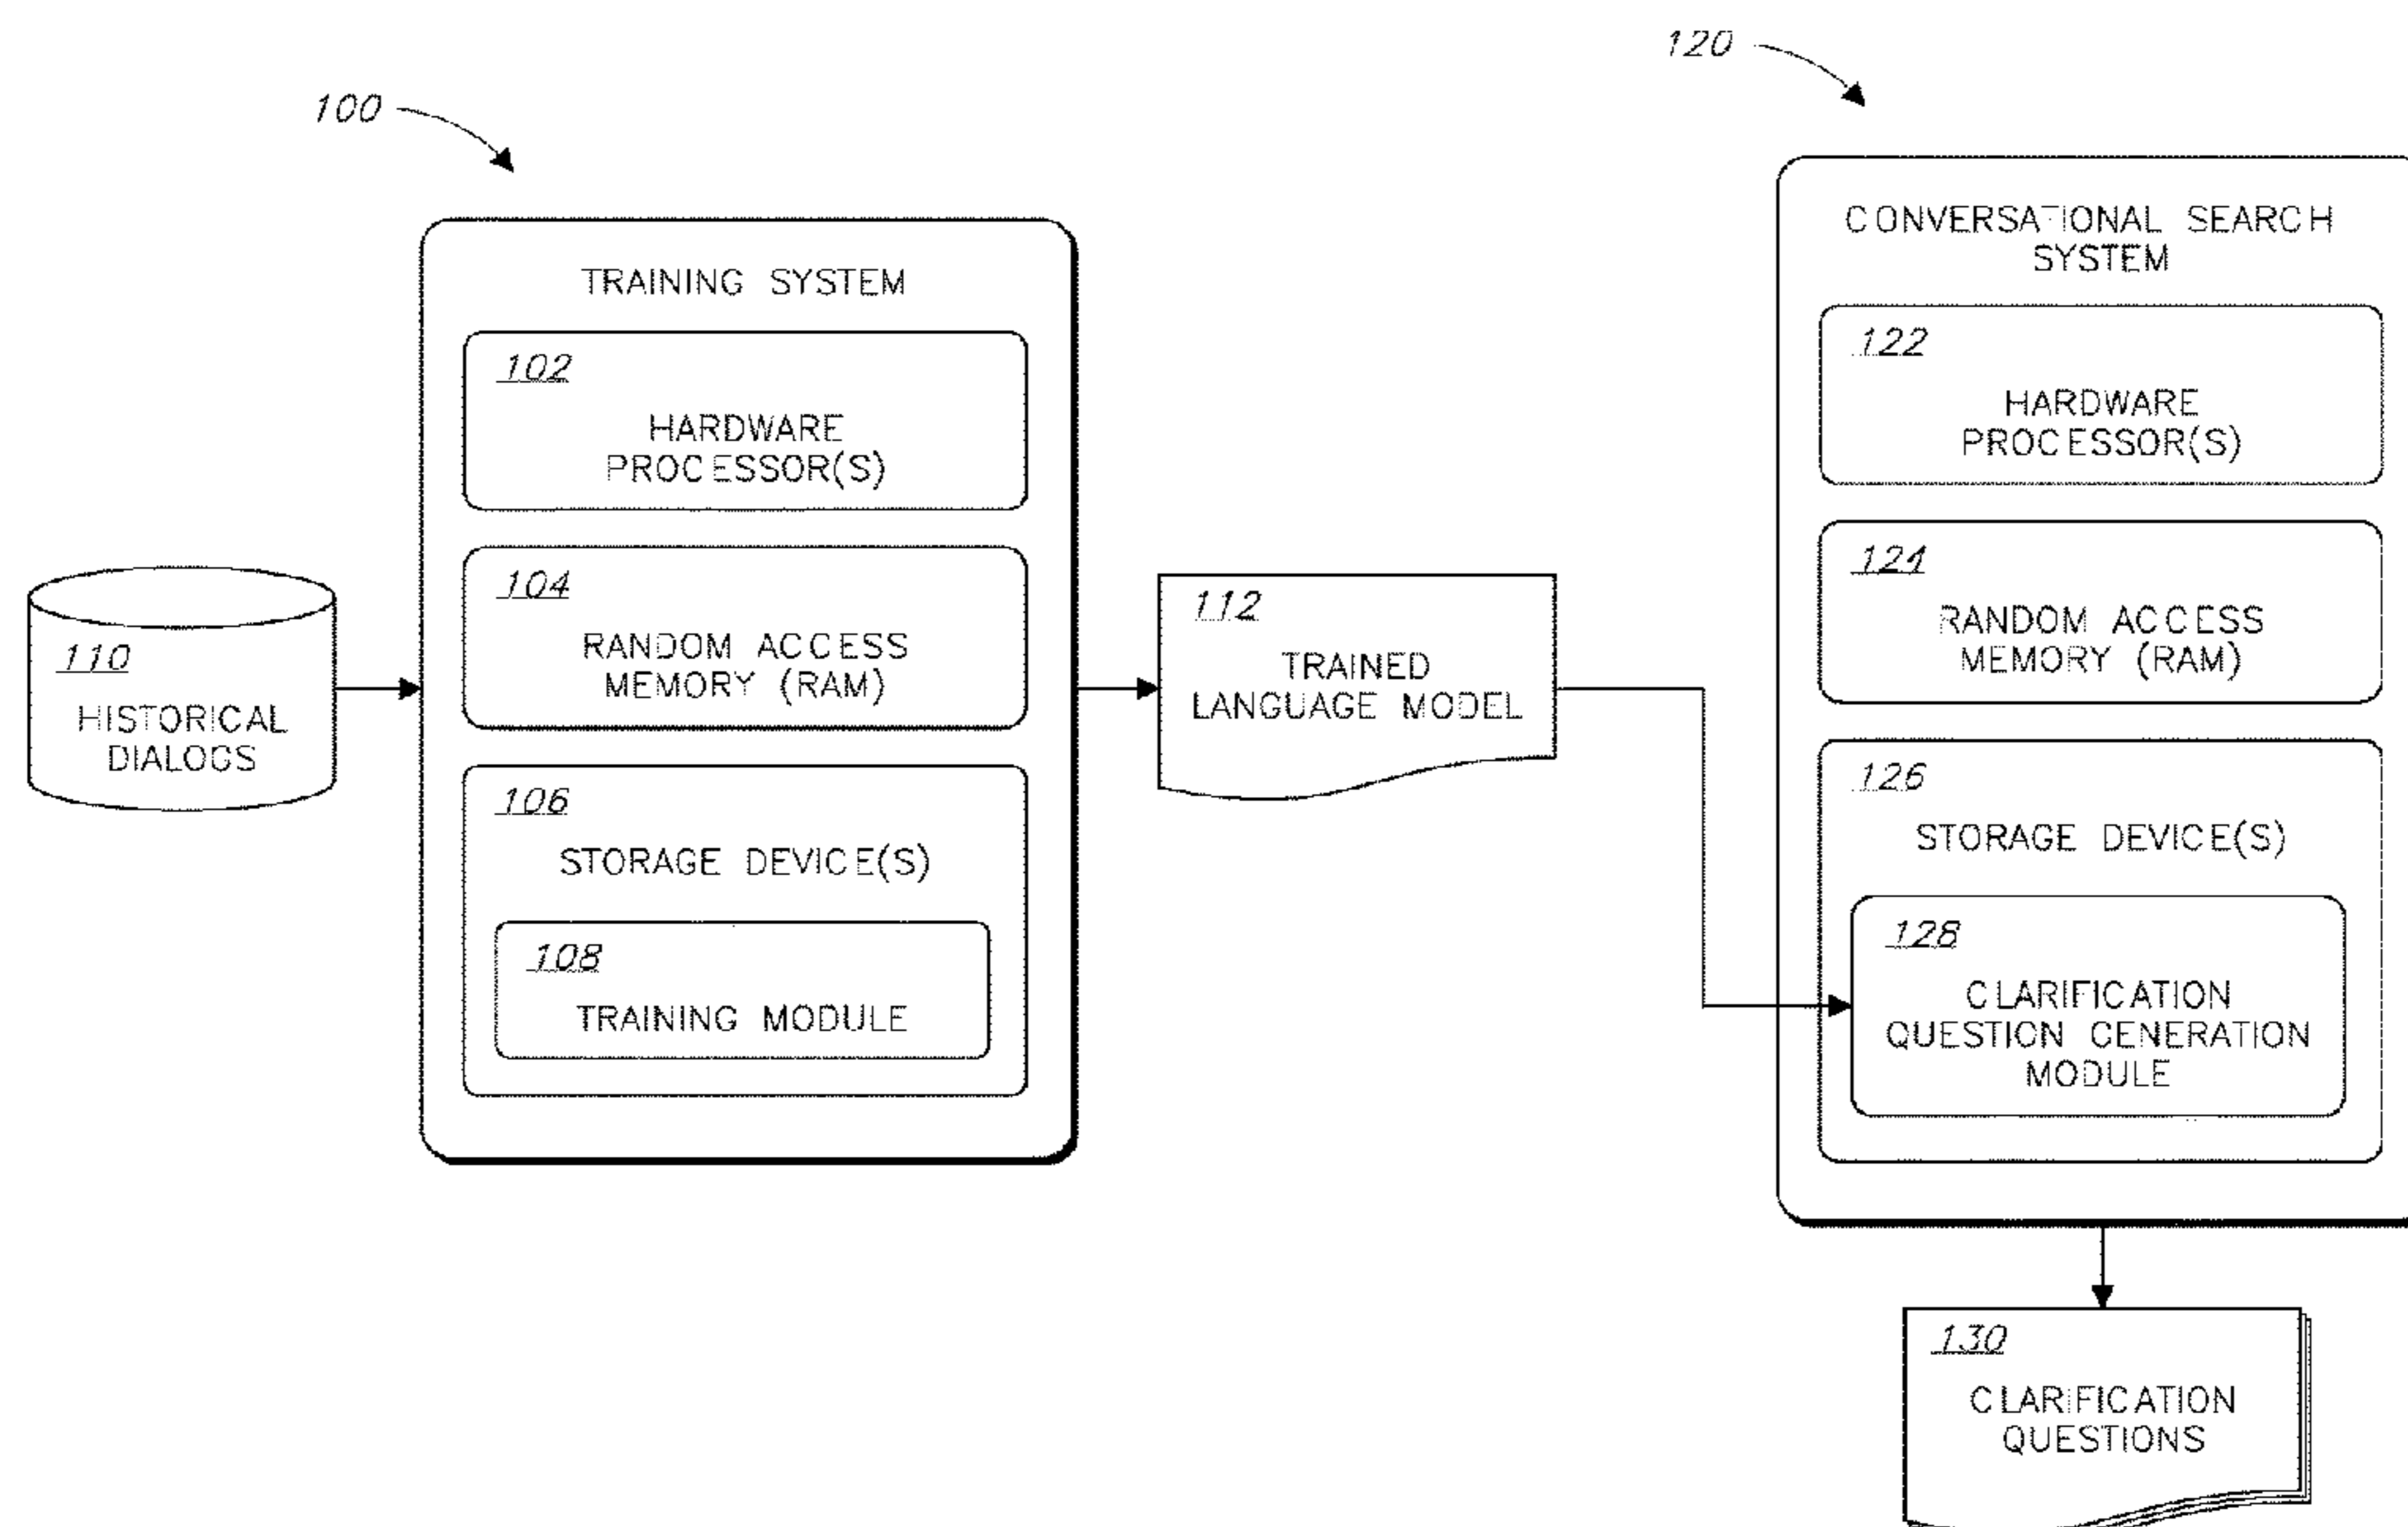 100
TRAINING SYSTEM
102
HARDWARE
PROCESSOR(S)
104
RANDOM ACCESS
MEMORY (RAM)
106
STORAGE DEVICE(S)
108
TRAINING MODULE
110
HISTORICAL
DIALOGS
112
TRAINED
LANGUAGE MODEL
120
CONVERSATIONAL SEARCH
SYSTEM
122
HARDWARE
PROCESSOR(S)
124
RANDOM ACCESS
MEMORY (RAM)
126
STORAGE DEVICE(S)
128
CLARIFICATION
QUESTION GENERATION
MODULE
130
CLARIFICATION
QUESTIONS